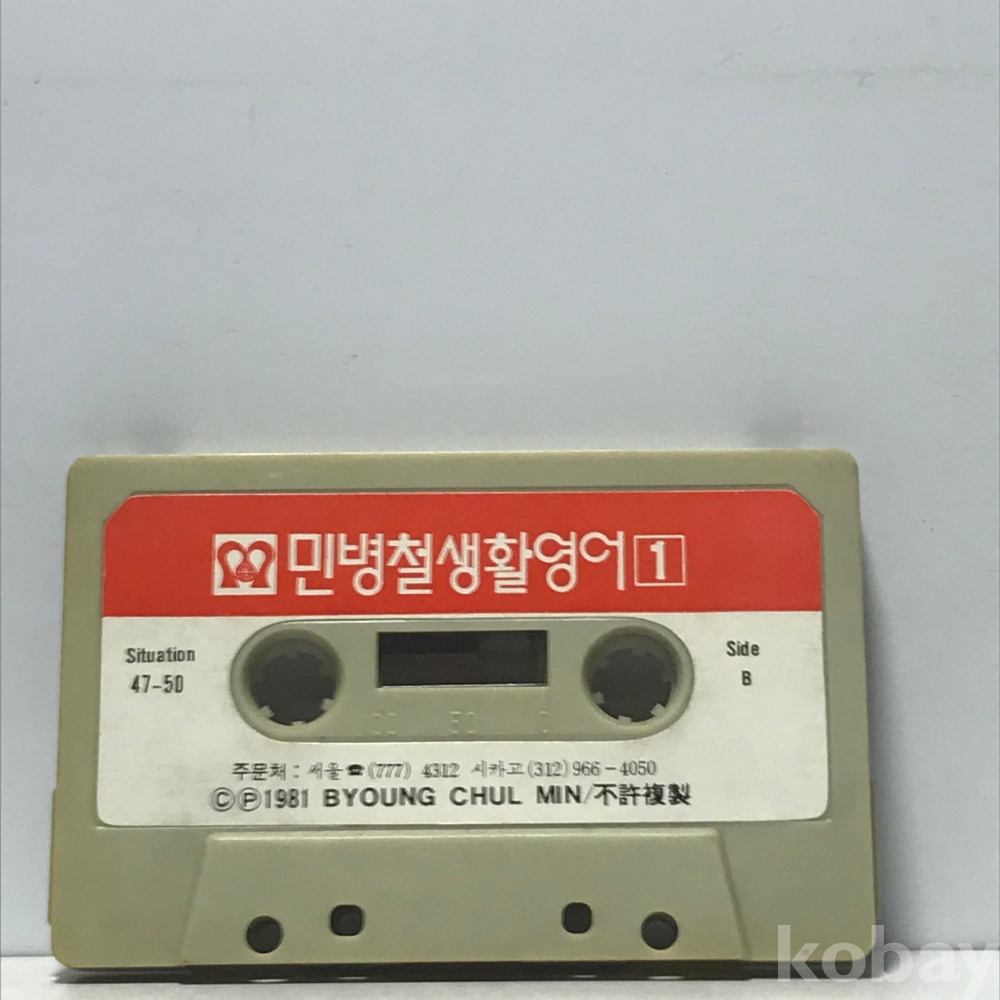 민병철생활영어 1
Situation
47-50
Side
B
주문처 : 서울 ☎ (777) 4312 시카고 (312) 966-4050
ⒸⓅ1981 BYOUNG CHUL MIN/不許複製
kobay